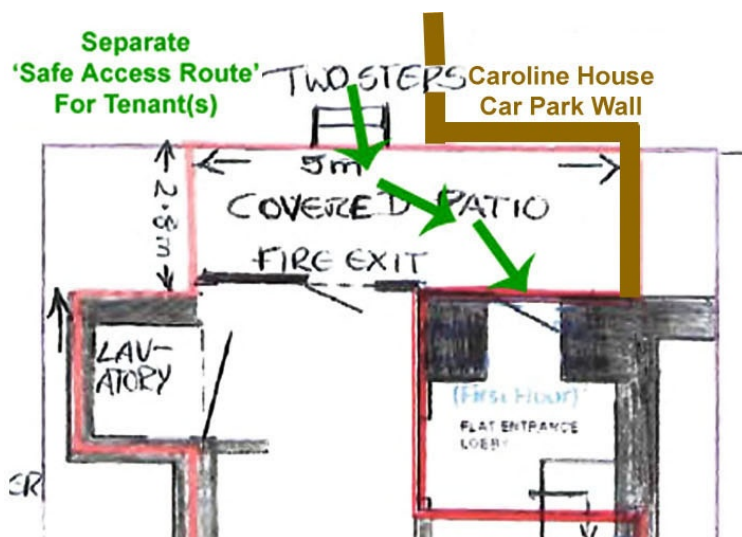 Separate
‘Safe Access Route’
For Tenant(s)
TWO STEPS
Caroline House
Car Park Wall
5m
2.8m
COVERED PATIO
FIRE EXIT
LAV-
ATORY
(First Floor)
FLAT ENTRANCE
LOBBY
ER